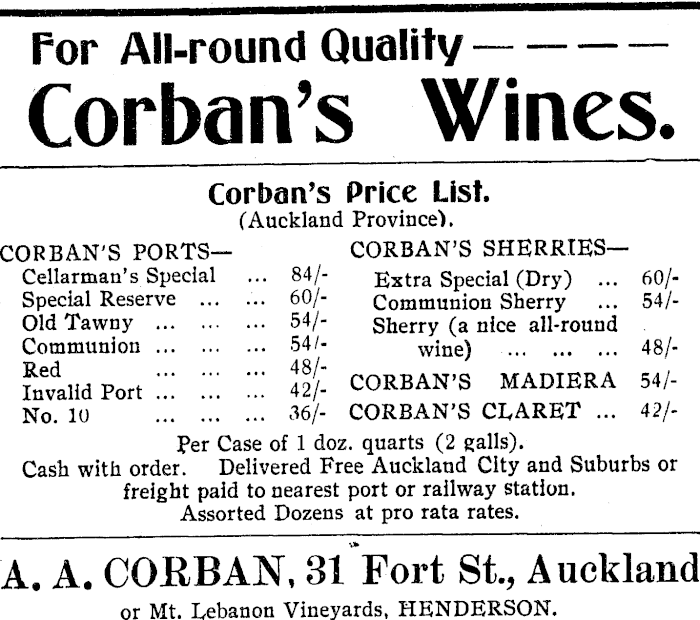 For All-round Quality — — — — —
Corban's Wines.
Corban's Price List.
(Auckland Province).
CORBAN'S PORTS—
Cellarman's Special ... 84/-
Special Reserve ... ... 60/-
Old Tawny ... ... ... 54/-
Communion ... ... ... 54/-
Red ... ... ... 48/-
Invalid Port ... ... ... 42/-
No. 10 ... ... ... 36/-
CORBAN'S SHERRIES—
Extra Special (Dry) ... 60/-
Communion Sherry ... 54/-
Sherry (a nice all-round
wine) ... ... ... 48/-
CORBAN'S MADIERA 54/-
CORBAN'S CLARET ... 42/-
Per Case of 1 doz. quarts (2 galls).
Cash with order. Delivered Free Auckland City and Suburbs or
freight paid to nearest port or railway station.
Assorted Dozens at pro rata rates.
A. A. CORBAN, 31 Fort St., Auckland
or Mt. Lebanon Vineyards, HENDERSON.